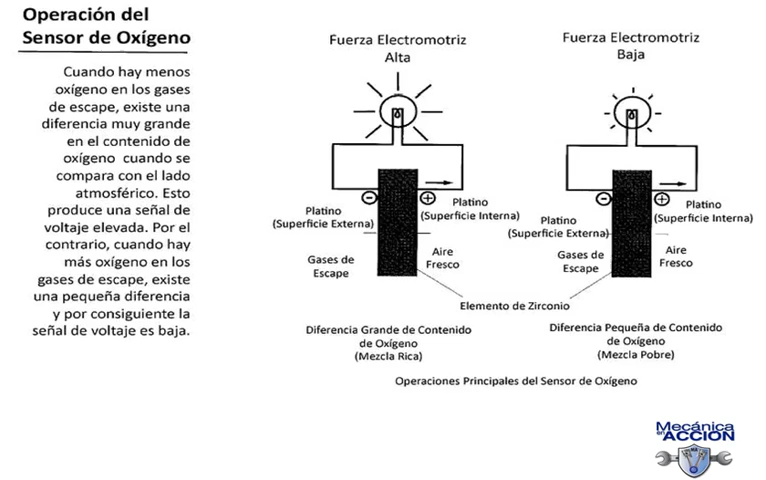 Operación del
Sensor de Oxígeno
Cuando hay menos
oxígeno en los gases
de escape, existe una
diferencia muy grande
en el contenido de
oxígeno cuando se
compara con el lado
atmosférico. Esto
produce una señal de
voltaje elevada. Por el
contrario, cuando hay
más oxígeno en los
gases de escape, existe
una pequeña diferencia
y por consiguiente la
señal de voltaje es baja.
Fuerza Electromotriz
Alta
Platino
(Superficie Externa)
Platino
(Superficie Interna)
Gases de
Escape
Aire
Fresco
Fuerza Electromotriz
Baja
Platino
(Superficie Externa)
Platino
(Superficie Interna)
Gases de
Escape
Aire
Fresco
Elemento de Zirconio
Diferencia Grande de Contenido
de Oxígeno
(Mezcla Rica)
Diferencia Pequeña de Contenido
de Oxígeno
(Mezcla Pobre)
Operaciones Principales del Sensor de Oxígeno
Mecánica
en ACCIÓN